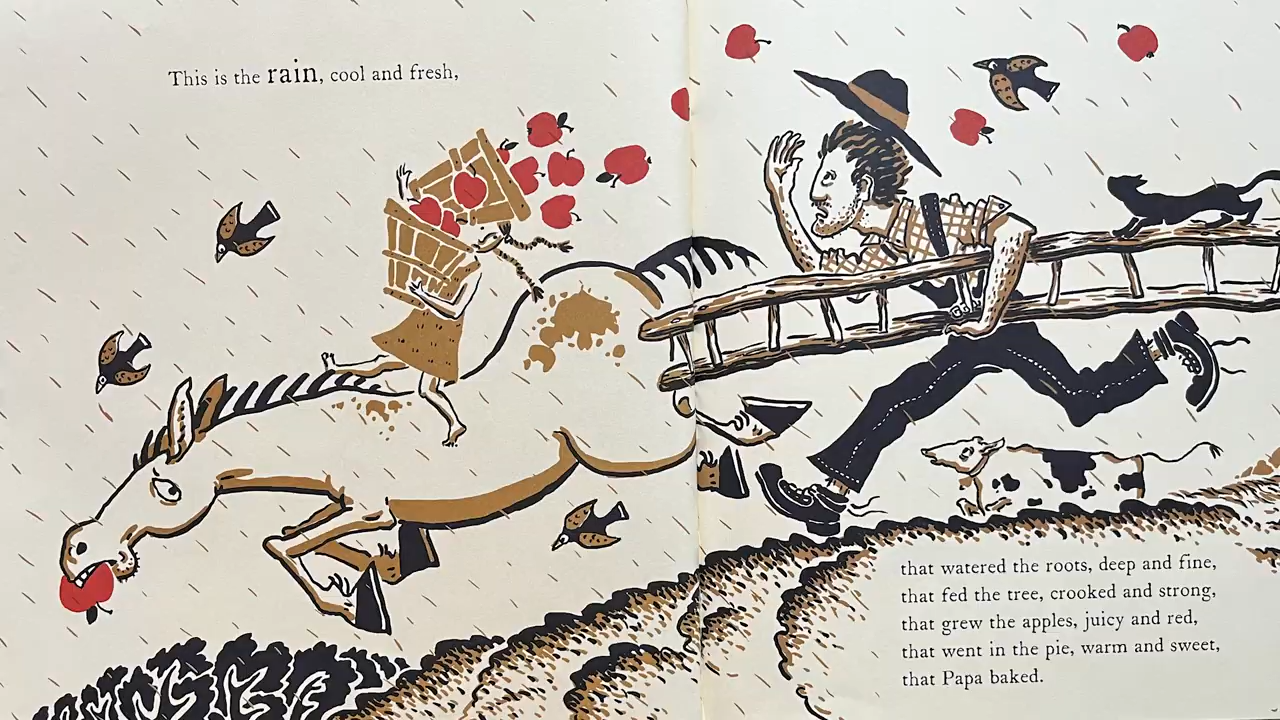 This is the rain, cool and fresh,
that watered the roots, deep and fine,
that fed the tree, crooked and strong,
that grew the apples, juicy and red,
that went in the pie, warm and sweet,
that Papa baked.